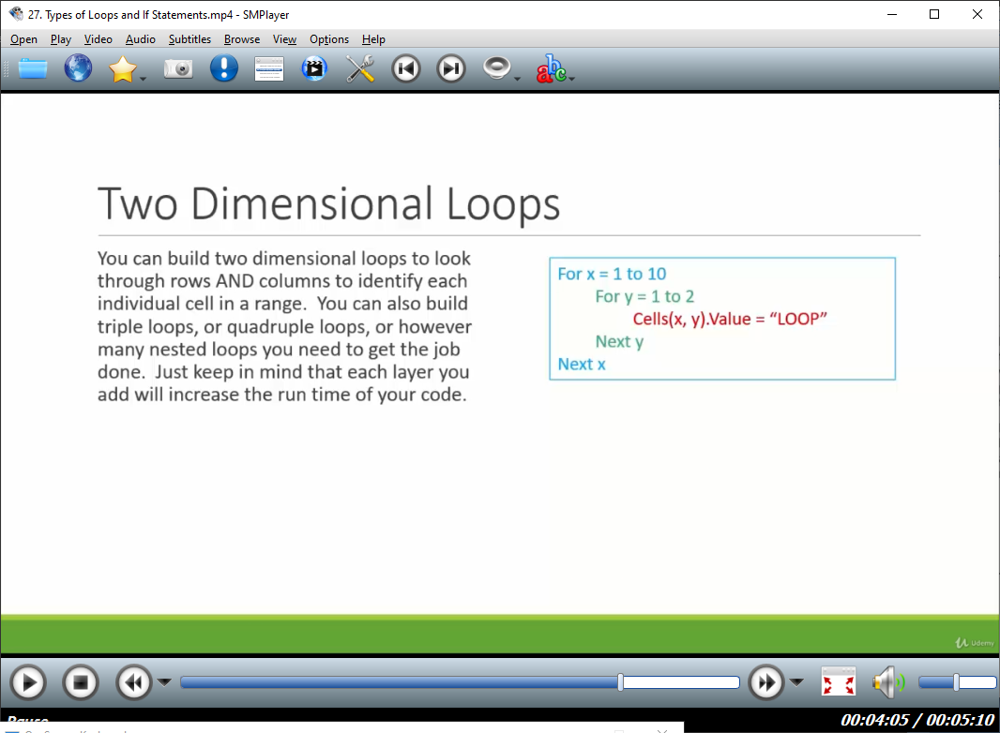 27. Types of Loops and If Statements.mp4 - SMPlayer
Open Play Video Audio Subtitles Browse View Options Help
abc
Two Dimensional Loops
You can build two dimensional loops to look
through rows AND columns to identify each
individual cell in a range. You can also build
triple loops, or quadruple loops, or however
many nested loops you need to get the job
done. Just keep in mind that each layer you
add will increase the run time of your code.
For x = 1 to 10
For y = 1 to 2
Cells(x, y).Value = “LOOP”
Next y
Next x
Udemy
Pause
00:04:05 / 00:05:10